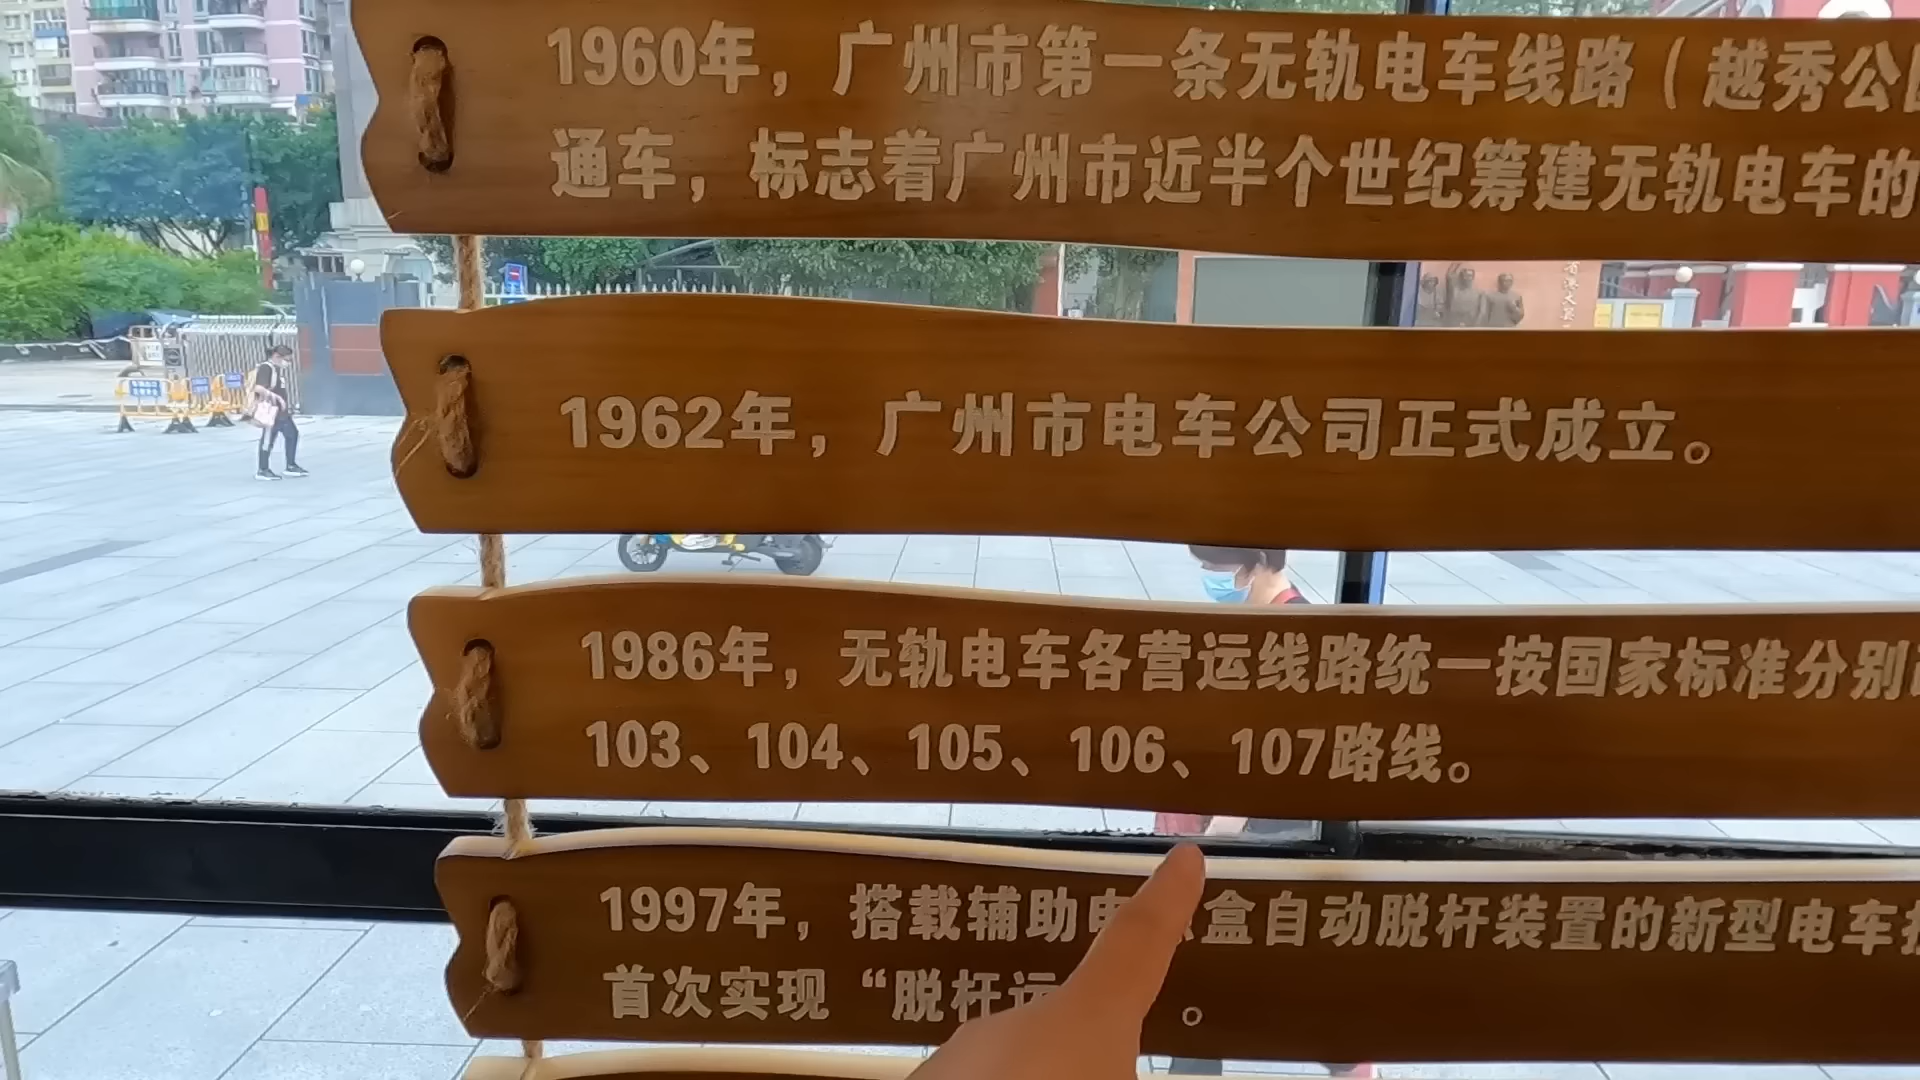 1960年，广州市第一条无轨电车线路（越秀公
通车，标志着广州市近半个世纪筹建无轨电车的
1962年，广州市电车公司正式成立。
1986年，无轨电车各营运线路统一按国家标准分别
103、104、105、106、107路线。
1997年，搭载辅助电 盒自动脱杆装置的新型电车
首次实现“脱杆运 。